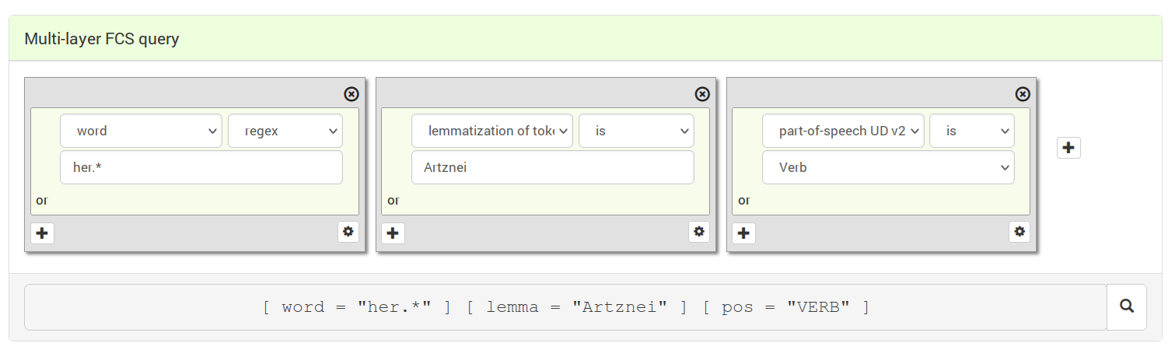 Multi-layer FCS query
word regex
her.*
or
lemmatization of toke is
Artznei
or
part-of-speech UD v2 is
Verb
or
[ word = "her.*" ] [ lemma = "Artznei" ] [ pos = "VERB" ]